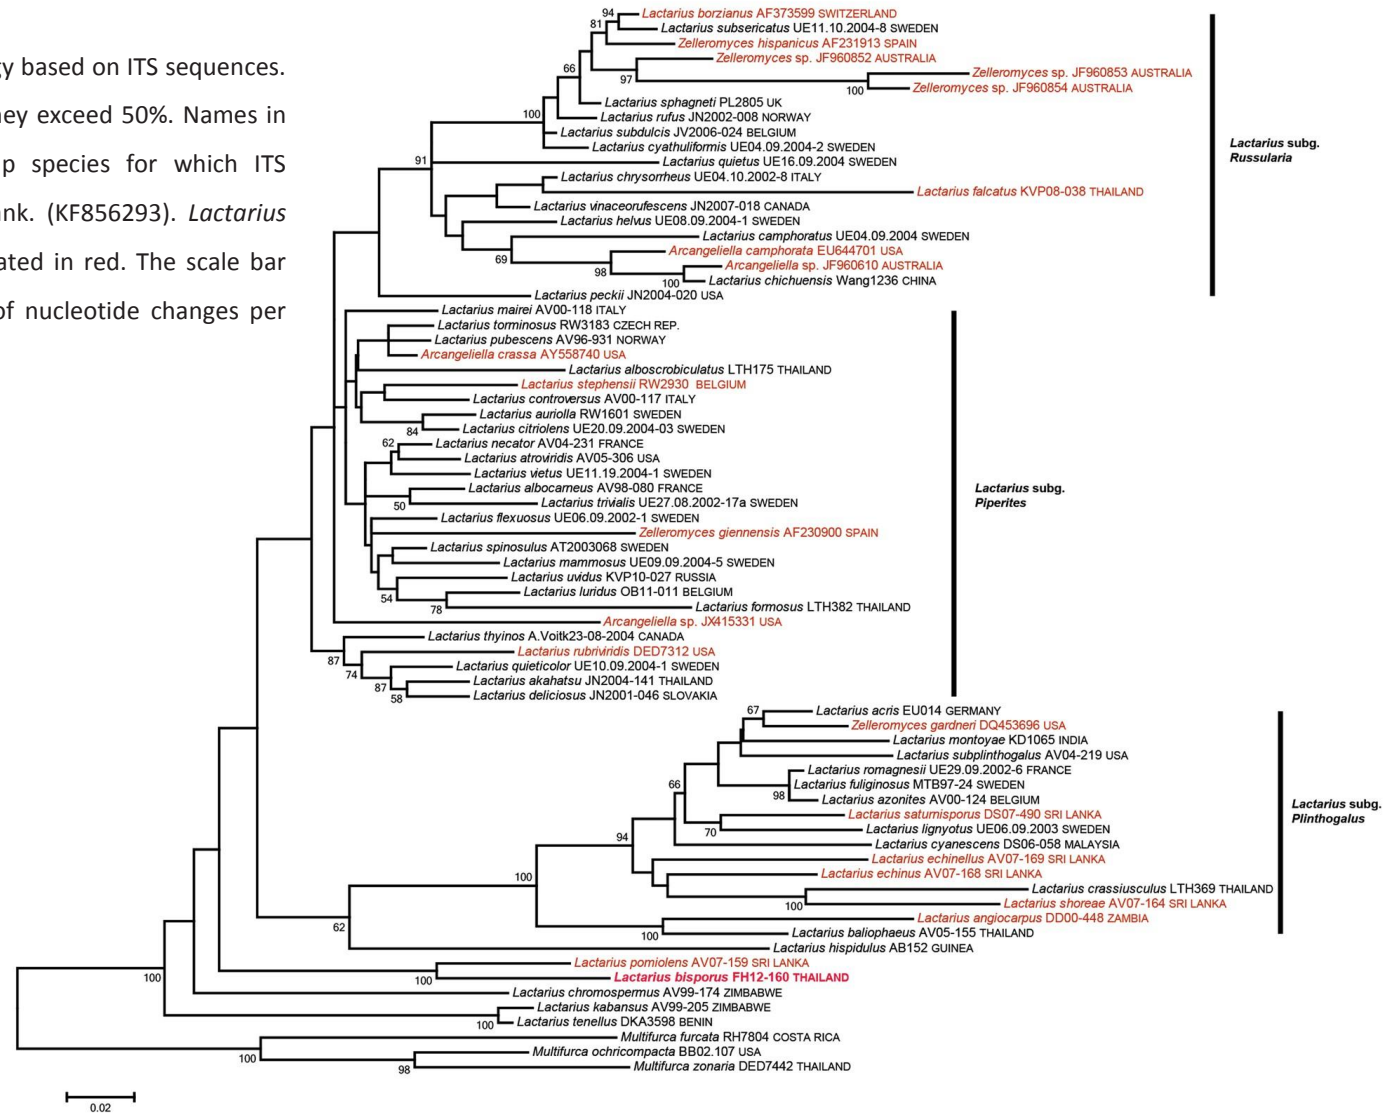 gy based on ITS sequences.
ney exceed 50%. Names in
p species for which ITS
ank. (KF856293). Lactarius
ated in red. The scale bar
of nucleotide changes per
94
Lactarius borzianus AF373599 SWITZERLAND
81
Lactarius subsericatus UE11.10.2004-8 SWEDEN
Zelleromyces hispanicus AF231913 SPAIN
66
Zelleromyces sp. JF960852 AUSTRALIA
97
Zelleromyces sp. JF960853 AUSTRALIA
100
Zelleromyces sp. JF960854 AUSTRALIA
Lactarius sphagneti PL2805 UK
100
Lactarius rufus JN2002-008 NORWAY
Lactarius subdulcis JV2006-024 BELGIUM
Lactarius cyathuliformis UE04.09.2004-2 SWEDEN
Lactarius subg.
Russularia
91
Lactarius quietus UE16.09.2004 SWEDEN
Lactarius chrysorrheus UE04.10.2002-8 ITALY
Lactarius falcatus KVP08-038 THAILAND
Lactarius vinaceorufescens JN2007-018 CANADA
Lactarius helvus UE08.09.2004-1 SWEDEN
Lactarius camphoratus UE04.09.2004 SWEDEN
69
Arcangeliella camphorata EU644701 USA
98
Arcangeliella sp. JF960610 AUSTRALIA
100
Lactarius chichuensis Wang1236 CHINA
Lactarius peckii JN2004-020 USA
Lactarius mairei AV00-118 ITALY
Lactarius torminosus RW3183 CZECH REP.
Lactarius pubescens AV96-931 NORWAY
Arcangeliella crassa AY558740 USA
Lactarius alboscrobiculatus LTH175 THAILAND
Lactarius stephensii RW2930 BELGIUM
Lactarius controversus AV00-117 ITALY
Lactarius auriolla RW1601 SWEDEN
84
Lactarius citriolens UE20.09.2004-03 SWEDEN
62
Lactarius necator AV04-231 FRANCE
Lactarius atroviridis AV05-306 USA
Lactarius vietus UE11.19.2004-1 SWEDEN
Lactarius albocarneus AV98-080 FRANCE
50
Lactarius trivialis UE27.08.2002-17a SWEDEN
Lactarius subg.
Piperites
Lactarius flexuosus UE06.09.2002-1 SWEDEN
Zelleromyces giennensis AF230900 SPAIN
Lactarius spinosulus AT2003068 SWEDEN
Lactarius mammosus UE09.09.2004-5 SWEDEN
Lactarius uvidus KVP10-027 RUSSIA
54
Lactarius luridus OB11-011 BELGIUM
78
Lactarius formosus LTH382 THAILAND
Arcangeliella sp. JX415331 USA
Lactarius thyinos A.Voitk23-08-2004 CANADA
87
Lactarius rubriviridis DED7312 USA
74
Lactarius quieticolor UE10.09.2004-1 SWEDEN
87
Lactarius akahatsu JN2004-141 THAILAND
58
Lactarius deliciosus JN2001-046 SLOVAKIA
67
Lactarius acris EU014 GERMANY
Zelleromyces gardneri DQ453696 USA
Lactarius montoyae KD1065 INDIA
Lactarius subplinthogalus AV04-219 USA
Lactarius romagnesii UE29.09.2002-6 FRANCE
66
Lactarius fuliginosus MTB97-24 SWEDEN
98
Lactarius azonites AV00-124 BELGIUM
Lactarius subg.
Plinthogalus
Lactarius saturnisporus DS07-490 SRI LANKA
70
Lactarius lignyotus UE06.09.2003 SWEDEN
94
Lactarius cyanescens DS06-058 MALAYSIA
Lactarius echinellus AV07-169 SRI LANKA
100
Lactarius echinus AV07-168 SRI LANKA
Lactarius crassiusculus LTH369 THAILAND
100
Lactarius shoreae AV07-164 SRI LANKA
62
Lactarius angiocarpus DD00-448 ZAMBIA
100
Lactarius baliophaeus AV05-155 THAILAND
Lactarius hispidulus AB152 GUINEA
Lactarius pomiolens AV07-159 SRI LANKA
100
100
Lactarius bisporus FH12-160 THAILAND
Lactarius chromospermus AV99-174 ZIMBABWE
Lactarius kabansus AV99-205 ZIMBABWE
100
Lactarius tenellus DKA3598 BENIN
Multifurca furcata RH7804 COSTA RICA
100
Multifurca ochricompacta BB02.107 USA
98
Multifurca zonaria DED7442 THAILAND
0.02